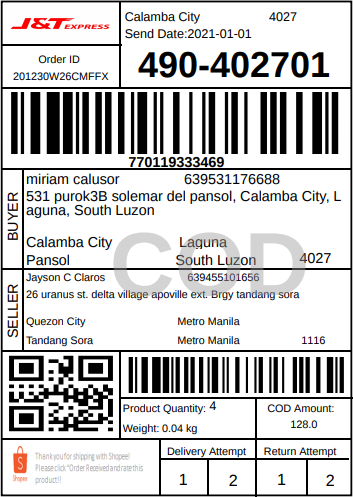 J&T EXPRESS
Calamba City 4027
Send Date:2021-01-01
Order ID
201230W26CMFFX
490-402701
770119333469
BUYER
miriam calusor 639531176688
531 purok3B solemar del pansol, Calamba City, L
aguna, South Luzon
Calamba City Laguna
Pansol South Luzon 4027
COD
SELLER
Jayson C Claros 639455101656
26 uranus st. delta village apoville ext. Brgy tandang sora
Quezon City Metro Manila
Tandang Sora Metro Manila 1116
Product Quantity: 4
Weight: 0.04 kg
COD Amount:
128.0
Shopee
Thank you for shipping with Shopee!
Please click "Order Received and rate this
product!!
Delivery Attempt Return Attempt
1 2 1 2